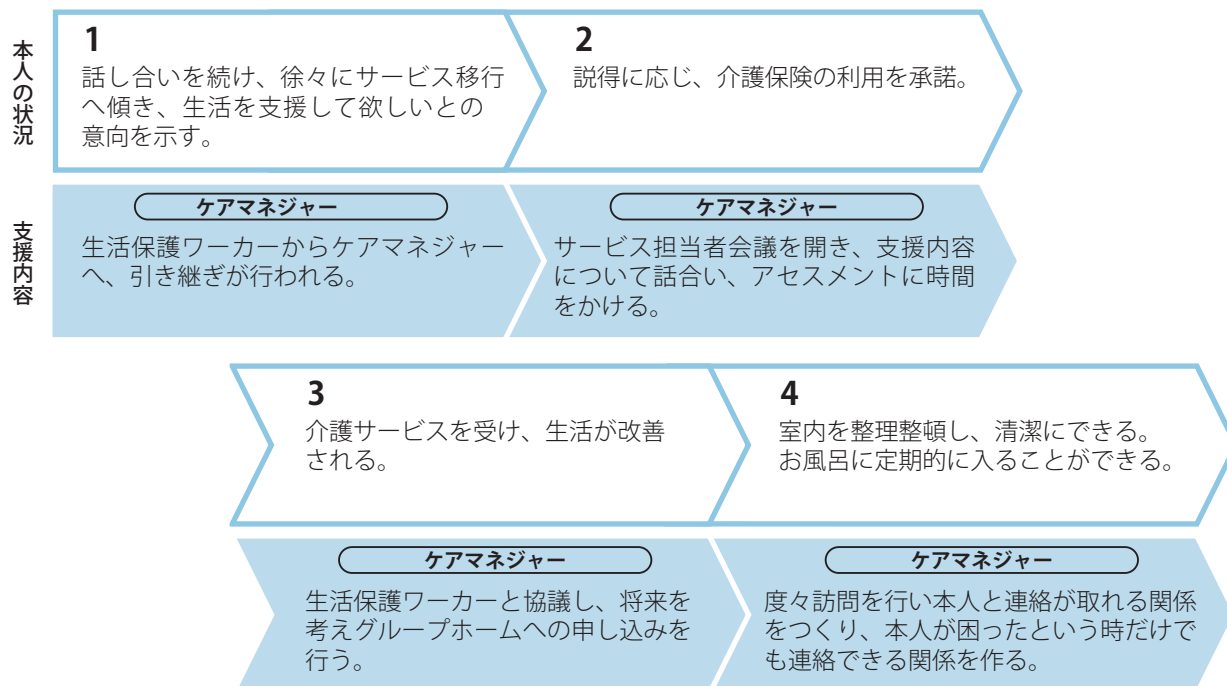 本人の状況
1
話し合いを続け、徐々にサービス移行
へ傾き、生活を支援して欲しいとの
意向を示す。
2
説得に応じ、介護保険の利用を承諾。
支援内容
ケアマネジャー
生活保護ワーカーからケアマネジャー
へ、引き継ぎが行われる。
ケアマネジャー
サービス担当者会議を開き、支援内容
について話合い、アセスメントに時間
をかける。
3
介護サービスを受け、生活が改善
される。
4
室内を整理整頓し、清潔にできる。
お風呂に定期的に入ることができる。
ケアマネジャー
生活保護ワーカーと協議し、将来を
考えグループホームへの申し込みを
行う。
ケアマネジャー
度々訪問を行い本人と連絡が取れる関係
をつくり、本人が困ったという時だけで
も連絡できる関係を作る。